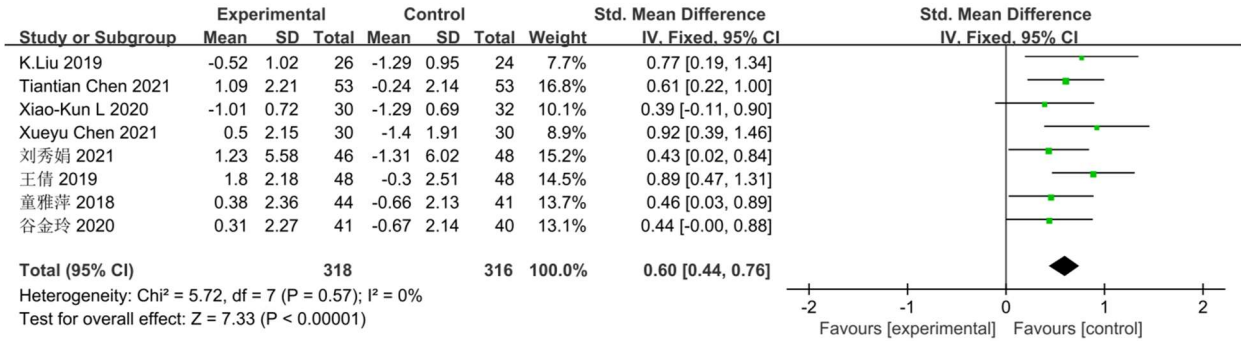 Experimental Control Std. Mean Difference Std. Mean Difference
Study or Subgroup Mean SD Total Mean SD Total Weight IV, Fixed, 95% CI IV, Fixed, 95% CI
K.Liu 2019 -0.52 1.02 26 -1.29 0.95 24 7.7% 0.77 [0.19, 1.34]
Tiantian Chen 2021 1.09 2.21 53 -0.24 2.14 53 16.8% 0.61 [0.22, 1.00]
Xiao-Kun L 2020 -1.01 0.72 30 -1.29 0.69 32 10.1% 0.39 [-0.11, 0.90]
Xueyu Chen 2021 0.5 2.15 30 -1.4 1.91 30 8.9% 0.92 [0.39, 1.46]
刘秀娟 2021 1.23 5.58 46 -1.31 6.02 48 15.2% 0.43 [0.02, 0.84]
王倩 2019 1.8 2.18 48 -0.3 2.51 48 14.5% 0.89 [0.47, 1.31]
童雅萍 2018 0.38 2.36 44 -0.66 2.13 41 13.7% 0.46 [0.03, 0.89]
谷金玲 2020 0.31 2.27 41 -0.67 2.14 40 13.1% 0.44 [-0.00, 0.88]
Total (95% CI) 318 316 100.0% 0.60 [0.44, 0.76]
Heterogeneity: Chi² = 5.72, df = 7 (P = 0.57); I² = 0%
Test for overall effect: Z = 7.33 (P < 0.00001)
-2 -1 0 1 2
Favours [experimental] Favours [control]